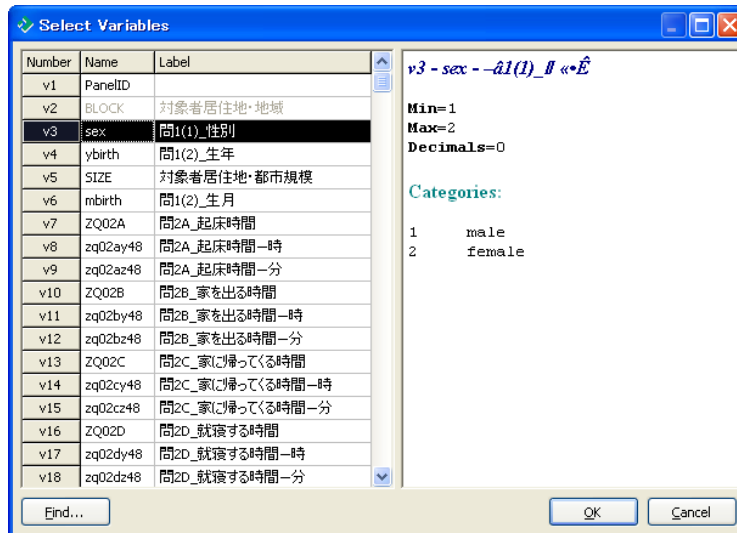 Select Variables
Number Name Label
v1 PanelID
v2 BLOCK 対象者居住地・地域
v3 sex 問1(1)_性別
v4 ybirth 問1(2)_生年
v5 SIZE 対象者居住地・都市規模
v6 mbirth 問1(2)_生月
v7 ZQ02A 問2A_起床時間
v8 zq02ay48 問2A_起床時間－時
v9 zq02az48 問2A_起床時間－分
v10 ZQ02B 問2B_家を出る時間
v11 zq02by48 問2B_家を出る時間－時
v12 zq02bz48 問2B_家を出る時間－分
v13 ZQ02C 問2C_家に帰ってくる時間
v14 zq02cy48 問2C_家に帰ってくる時間－時
v15 zq02cz48 問2C_家に帰ってくる時間－分
v16 ZQ02D 問2D_就寝する時間
v17 zq02dy48 問2D_就寝する時間－時
v18 zq02dz48 問2D_就寝する時間－分
v3 - sex - –â1(1)_ «•Ê
Min=1
Max=2
Decimals=0
Categories:
1 male
2 female
Find...
OK
Cancel